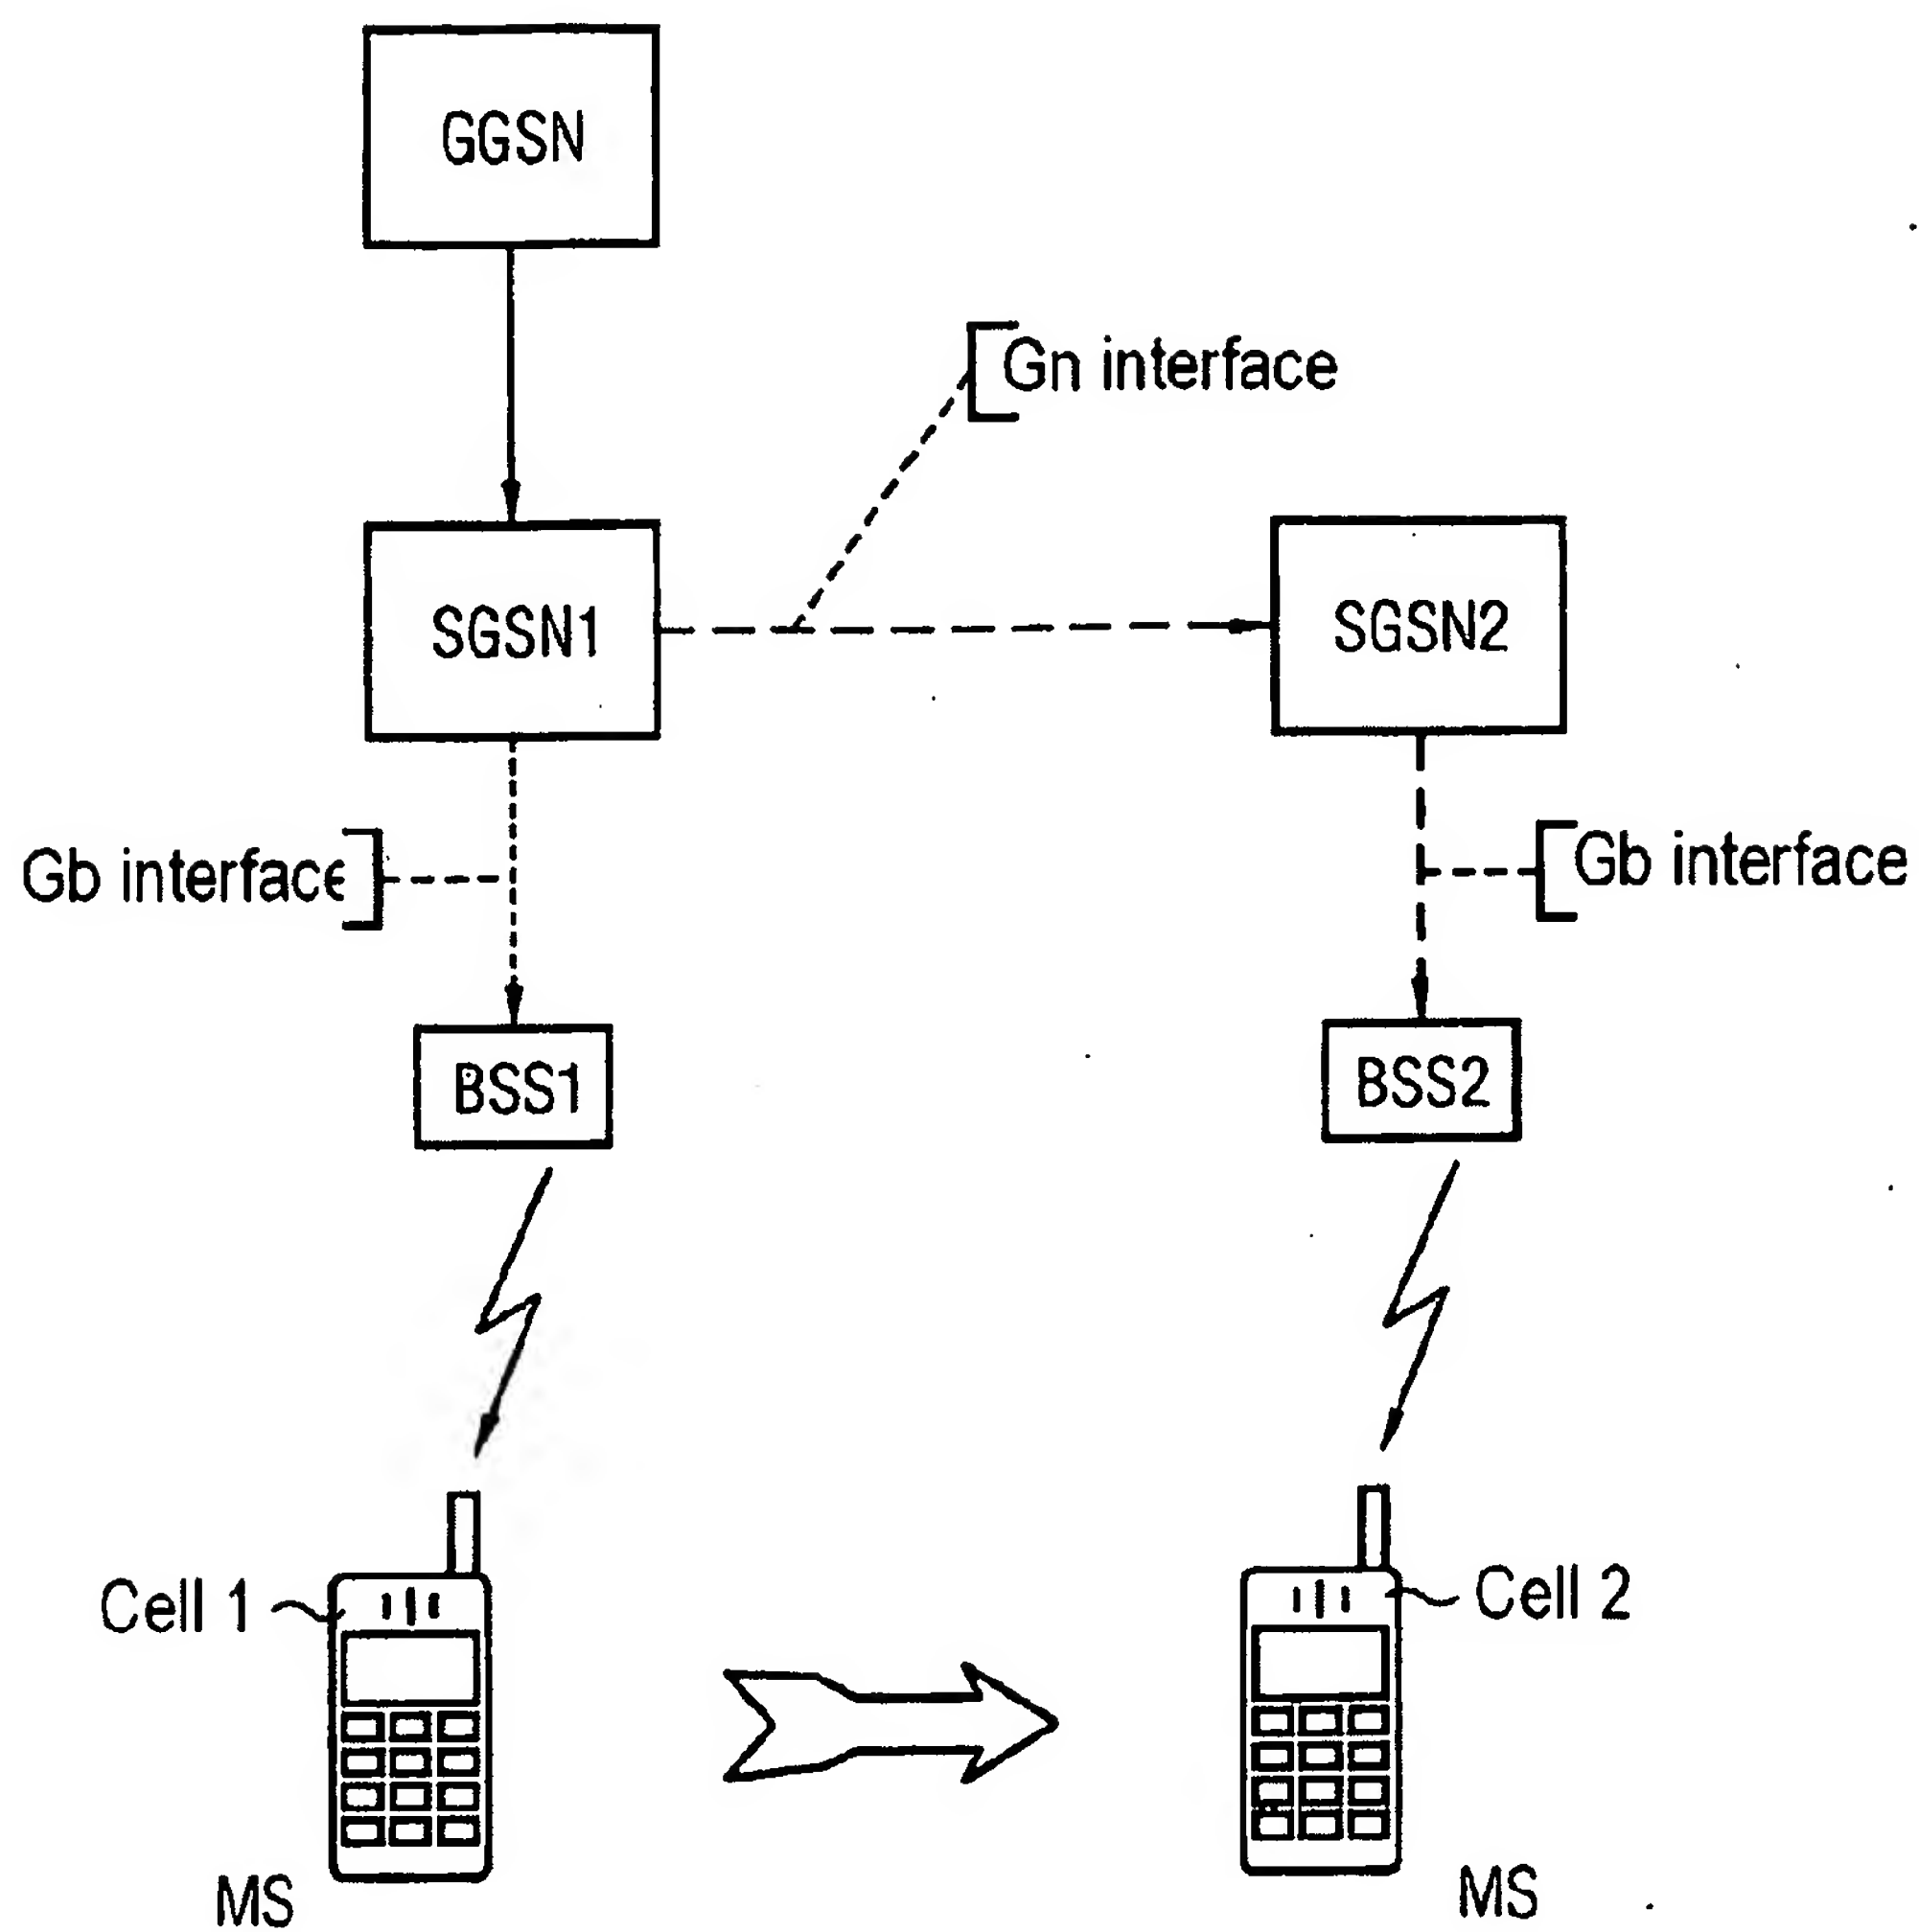 GGSN
Gn interface
SGSN1
SGSN2
Gb interface
Gb interface
BSS1
BSS2
Cell 1
Cell 2
MS
MS